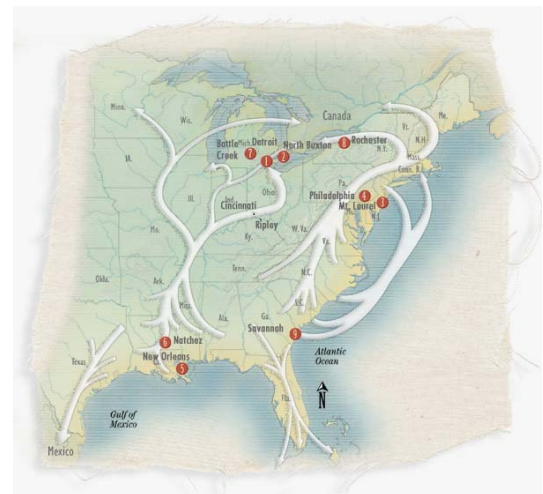 Minn.
Wis.
Canada
Me.
Vt.
N.H.
Mass.
Conn. R.I.
Battle Creek
Mich.
Detroit
North Buxton
Rochester
N.Y.
7
1
2
8
IA.
Ill.
Ind.
Ohio
Pa.
Philadelphia
4
Mt. Laurel
3
N.J.
Cincinnati
Ripley
W. Va.
Va.
Mo.
Ky.
Okla.
Ark.
Tenn.
N.C.
S.C.
Miss.
Ala.
Ga.
Savannah
9
6
Natchez
New Orleans
5
Texas
Fla.
Atlantic
Ocean
N
Gulf of
Mexico
Mexico